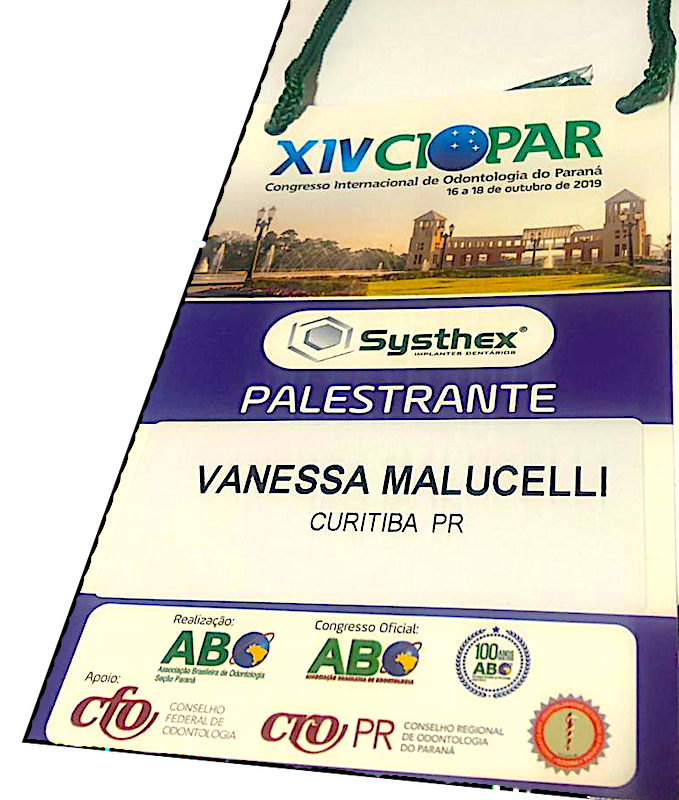 XIV CIOPAR
Congresso Internacional de Odontologia do Paraná
16 a 18 de outubro de 2019
Systhex®
IMPLANTES DENTÁRIOS
PALESTRANTE
VANESSA MALUCELLI
CURITIBA PR
Realização:
ABO
Associação Brasileira de Odontologia
Seção Paraná
Congresso Oficial:
ABO
ASSOCIAÇÃO BRASILEIRA DE ODONTOLOGIA
100 ANOS
ABO
Apoio:
cfo
CONSELHO
FEDERAL DE
ODONTOLOGIA
cro PR
CONSELHO REGIONAL
DE ODONTOLOGIA
DO PARANÁ